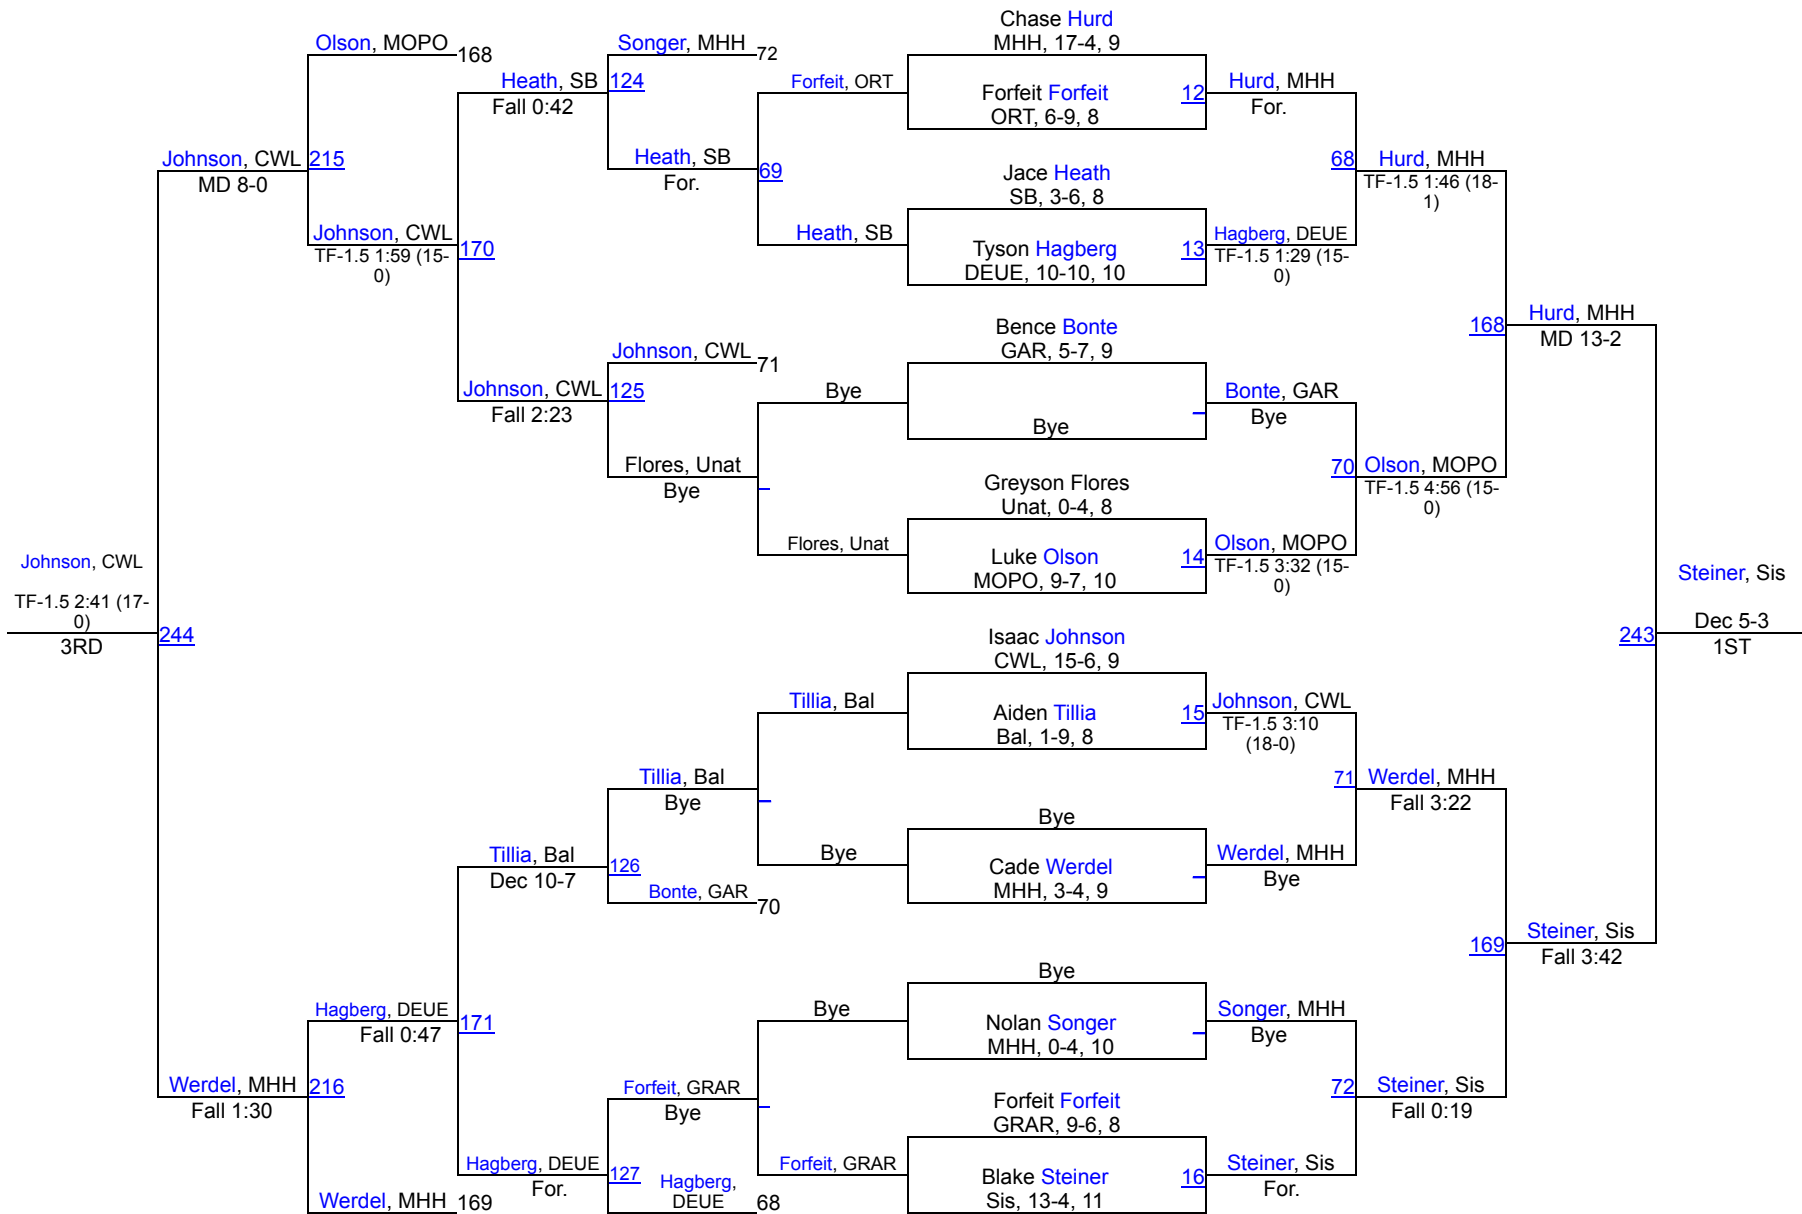 Olson, MOPO
168
Johnson, CWL
215
MD 8-0
Johnson, CWL
TF-1.5 1:59 (15-
0)
170
Heath, SB
Fall 0:42
Songer, MHH
72
124
Heath, SB
For.
69
Forfeit, ORT
Heath, SB
Johnson, CWL
Fall 2:23
Johnson, CWL
71
125
Flores, Unat
Bye
Bye
Flores, Unat
Johnson, CWL
TF-1.5 2:41 (17-
0)
3RD
244
Chase Hurd
MHH, 17-4, 9
Forfeit Forfeit
ORT, 6-9, 8
12
Hurd, MHH
For.
Jace Heath
SB, 3-6, 8
Tyson Hagberg
DEUE, 10-10, 10
13
Hagberg, DEUE
TF-1.5 1:29 (15-
0)
68
Hurd, MHH
TF-1.5 1:46 (18-
1)
Bence Bonte
GAR, 5-7, 9
Bye
Bonte, GAR
Bye
Greyson Flores
Unat, 0-4, 8
Luke Olson
MOPO, 9-7, 10
14
Olson, MOPO
TF-1.5 3:32 (15-
0)
70
Olson, MOPO
TF-1.5 4:56 (15-
0)
168
Hurd, MHH
MD 13-2
Isaac Johnson
CWL, 15-6, 9
Aiden Tillia
Bal, 1-9, 8
15
Johnson, CWL
TF-1.5 3:10
(18-0)
Bye
Cade Werdel
MHH, 3-4, 9
Werdel, MHH
Bye
71
Werdel, MHH
Fall 3:22
Bye
Nolan Songer
MHH, 0-4, 10
Songer, MHH
Bye
Forfeit Forfeit
GRAR, 9-6, 8
Blake Steiner
Sis, 13-4, 11
16
Steiner, Sis
For.
72
Steiner, Sis
Fall 0:19
169
Steiner, Sis
Fall 3:42
243
Steiner, Sis
Dec 5-3
1ST
Tillia, Bal
Bye
Tillia, Bal
Bye
Tillia, Bal
Dec 10-7
126
Bonte, GAR
70
Hagberg, DEUE
Fall 0:47
171
Bye
Forfeit, GRAR
Forfeit, GRAR
Bye
Hagberg, DEUE
For.
127
Hagberg,
DEUE
68
Werdel, MHH
Fall 1:30
216
Werdel, MHH
169